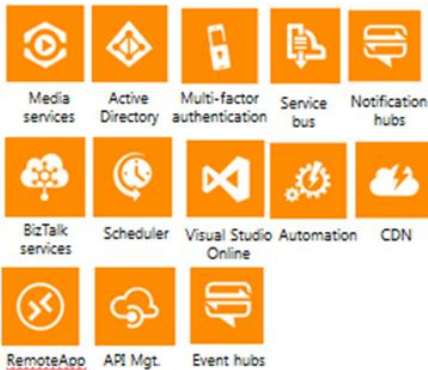 Media services
Active Directory
Multi-factor authentication
Service bus
Notification hubs
BizTalk services
Scheduler
Visual Studio Online
Automation
CDN
RemoteApp
API Mgt.
Event hubs